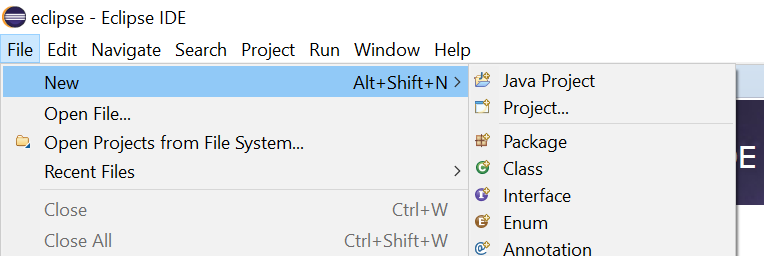 eclipse - Eclipse IDE
File Edit Navigate Search Project Run Window Help
New Alt+Shift+N
Open File...
Open Projects from File System...
Recent Files
Close Ctrl+W
Close All Ctrl+Shift+W
Java Project
Project...
Package
Class
Interface
Enum
Annotation